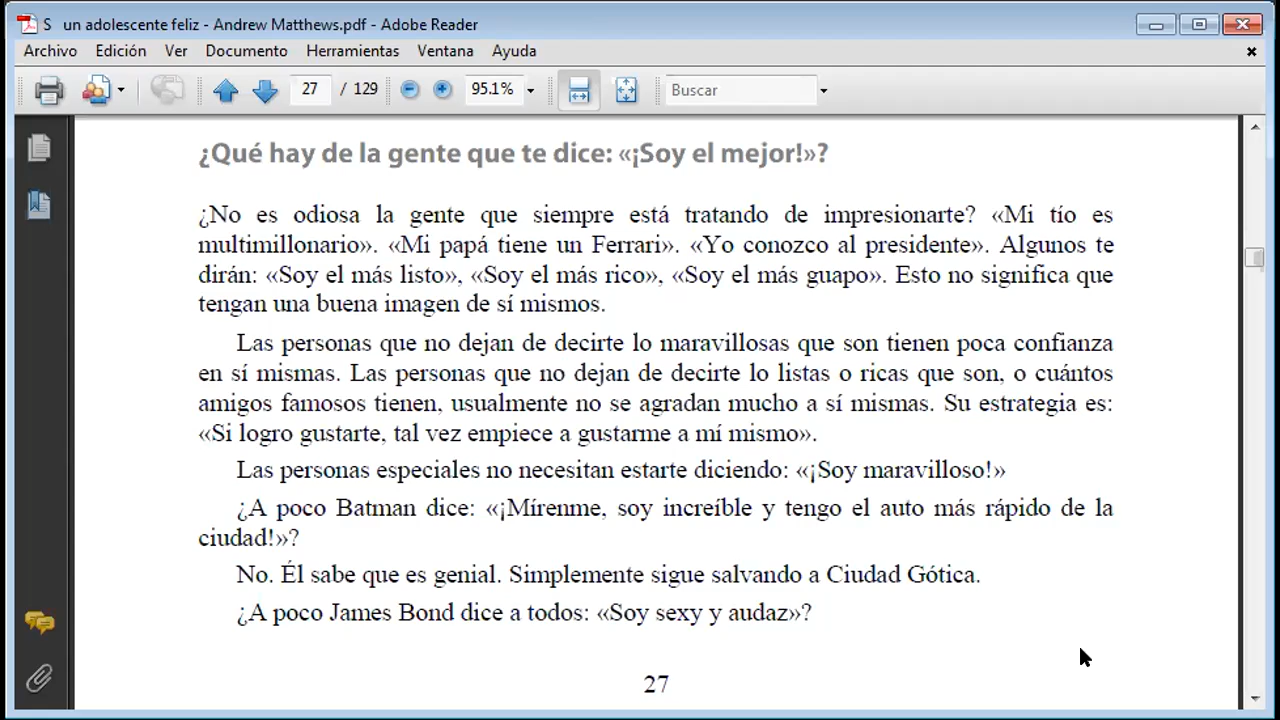 S un adolescente feliz - Andrew Matthews.pdf - Adobe Reader
Archivo Edición Ver Documento Herramientas Ventana Ayuda
27 / 129 95.1% Buscar
¿Qué hay de la gente que te dice: «¡Soy el mejor!»?
¿No es odiosa la gente que siempre está tratando de impresionarte? «Mi tío es
multimillonario». «Mi papá tiene un Ferrari». «Yo conozco al presidente». Algunos te
dirán: «Soy el más listo», «Soy el más rico», «Soy el más guapo». Esto no significa que
tengan una buena imagen de sí mismos.
Las personas que no dejan de decirte lo maravillosas que son tienen poca confianza
en sí mismas. Las personas que no dejan de decirte lo listas o ricas que son, o cuántos
amigos famosos tienen, usualmente no se agradan mucho a sí mismas. Su estrategia es:
«Si logro gustarte, tal vez empiece a gustarme a mí mismo».
Las personas especiales no necesitan estarte diciendo: «¡Soy maravilloso!»
¿A poco Batman dice: «¡Mírenme, soy increíble y tengo el auto más rápido de la
ciudad!»?
No. Él sabe que es genial. Simplemente sigue salvando a Ciudad Gótica.
¿A poco James Bond dice a todos: «Soy sexy y audaz»?
27